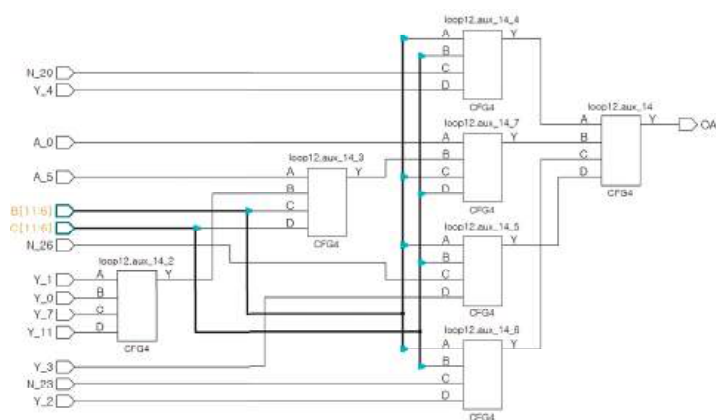 loop12.aux_14_4
A Y
B
N_20 C
Y_4 D
CFG4
loop12.aux_14
A Y OA
B
C
D
CFG4
loop12.aux_14_7
A_0 A Y
B
C
D
CFG4
loop12.aux_14_3
A_5 A Y
B
B[11:6] C
C[11:6] D
CFG4
loop12.aux_14_5
A Y
B
N_26 C
D
CFG4
loop12.aux_14_2
Y_1 A Y
Y_0 B
Y_7 C
Y_11 D
CFG4
loop12.aux_14_6
A Y
Y_3 B
N_23 C
Y_2 D
CFG4